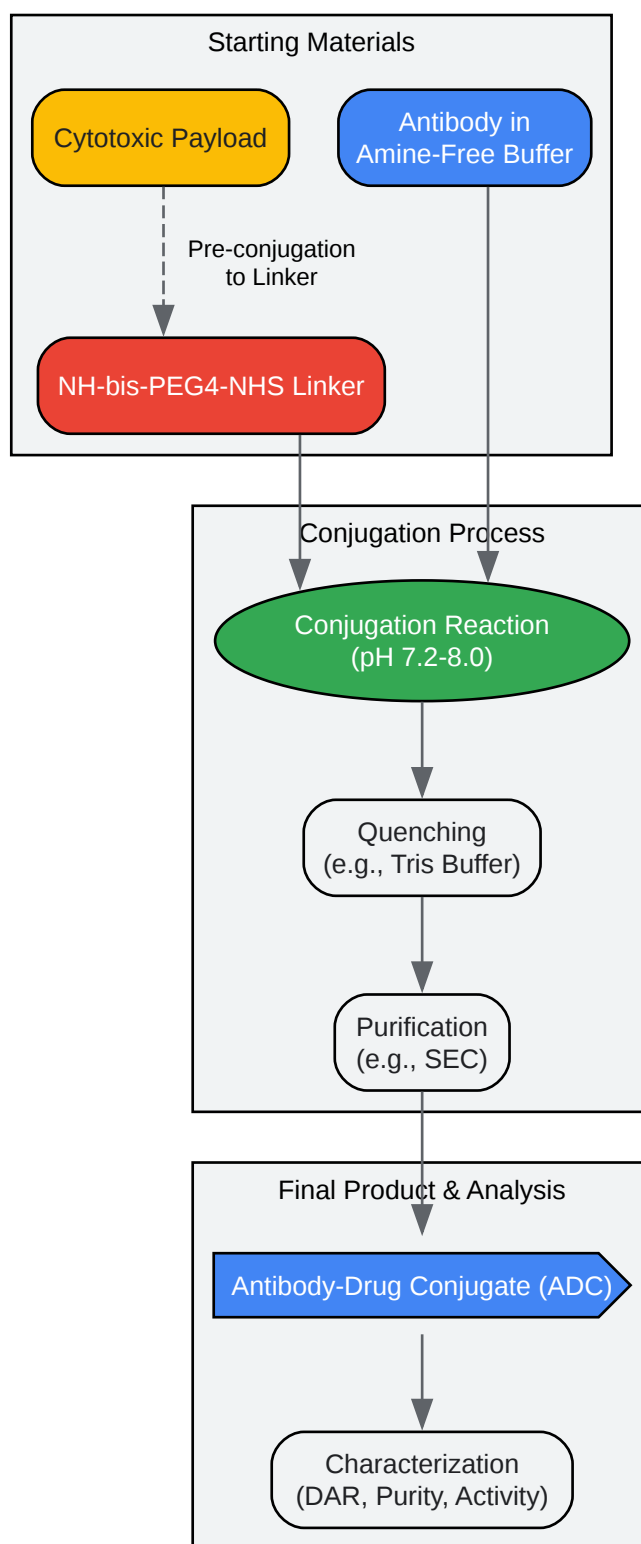 Starting Materials
Cytotoxic Payload
Antibody in
Amine-Free Buffer
Pre-conjugation
to Linker
NH-bis-PEG4-NHS Linker
Conjugation Process
Conjugation Reaction
(pH 7.2-8.0)
Quenching
(e.g., Tris Buffer)
Purification
(e.g., SEC)
Final Product & Analysis
Antibody-Drug Conjugate (ADC)
Characterization
(DAR, Purity, Activity)